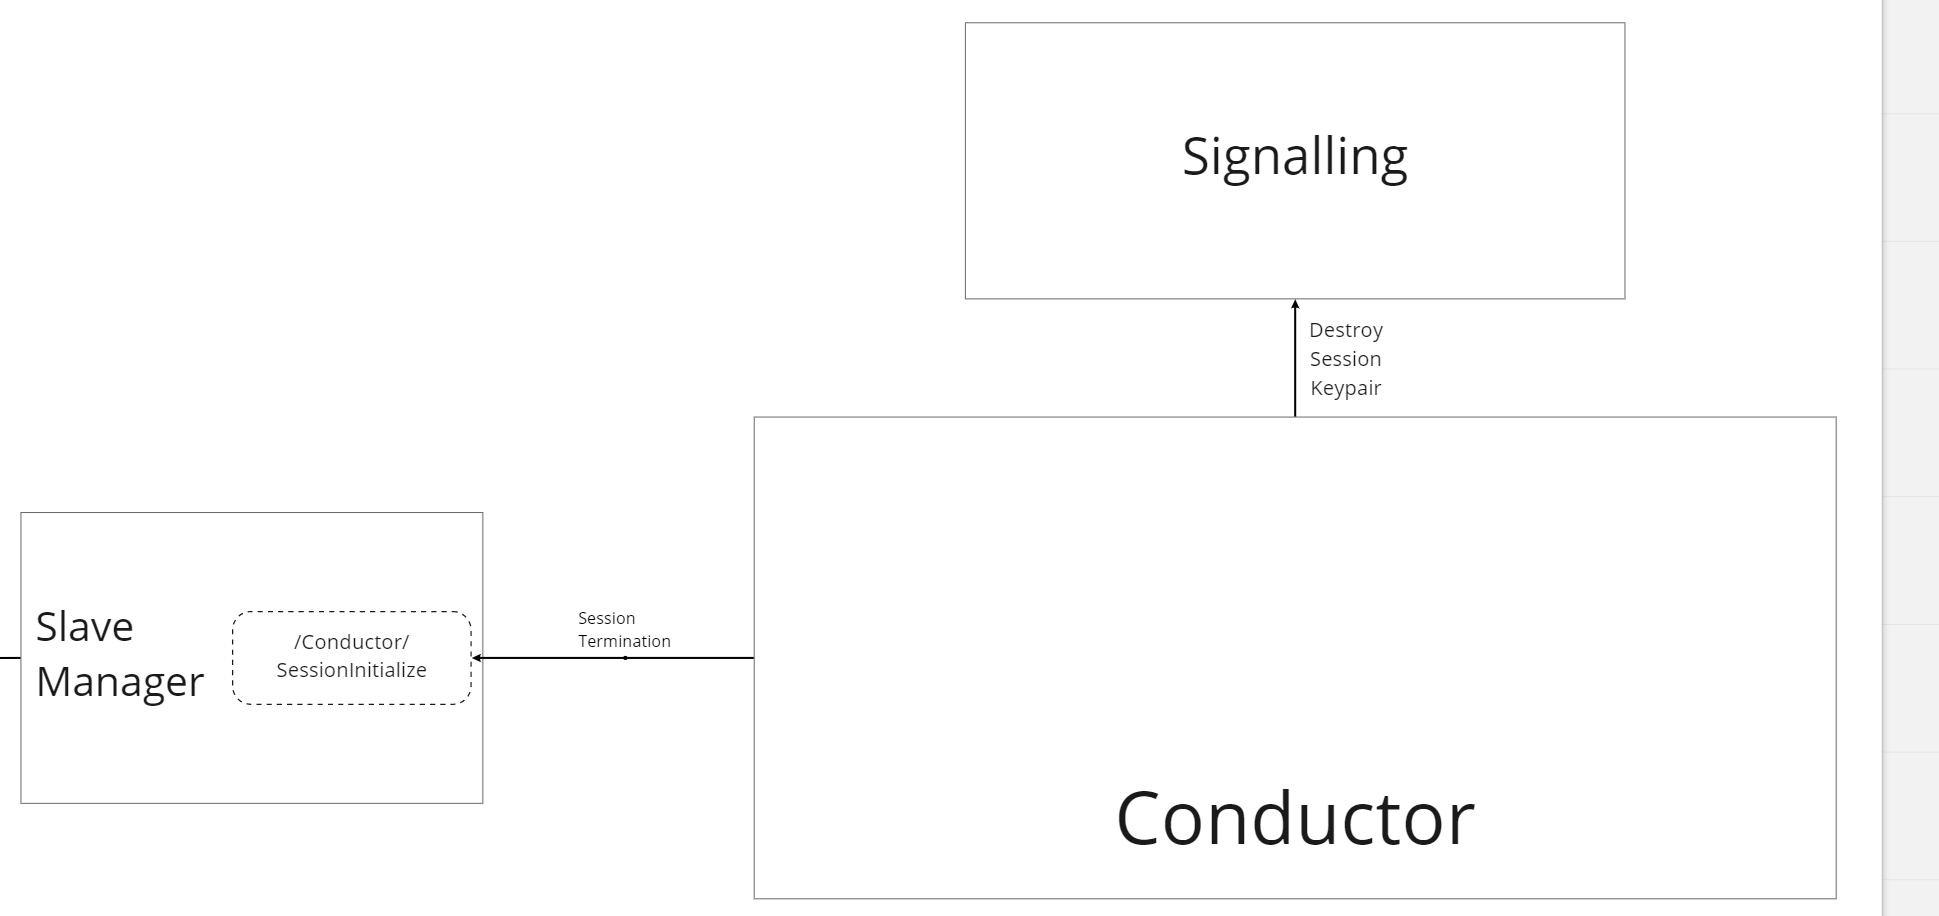 Signalling
Destroy
Session
Keypair
Slave
Manager
/Conductor/
SessionInitialize
Session
Termination
Conductor